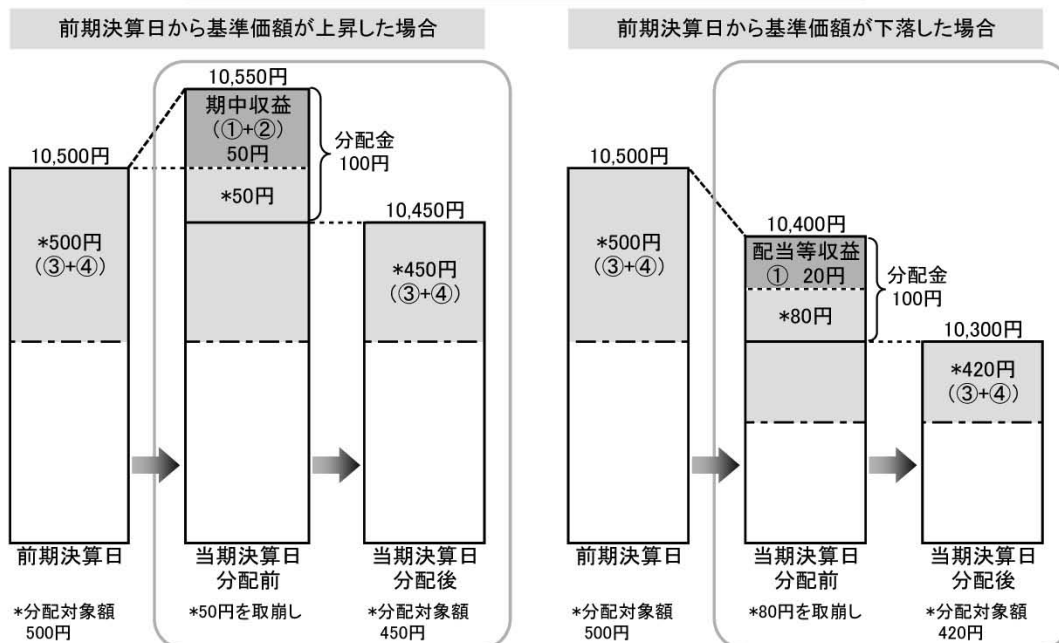 前期決算日から基準価額が上昇した場合
10,550円
期中収益
(①+②)
50円
分配金
100円
10,500円
*50円
10,450円
*500円
(③+④)
*450円
(③+④)
前期決算日
当期決算日
分配前
当期決算日
分配後
*分配対象額
500円
*50円を取崩し
*分配対象額
450円
前期決算日から基準価額が下落した場合
10,500円
10,400円
配当等収益
① 20円
分配金
100円
*500円
(③+④)
*80円
10,300円
*420円
(③+④)
前期決算日
当期決算日
分配前
当期決算日
分配後
*分配対象額
500円
*80円を取崩し
*分配対象額
420円